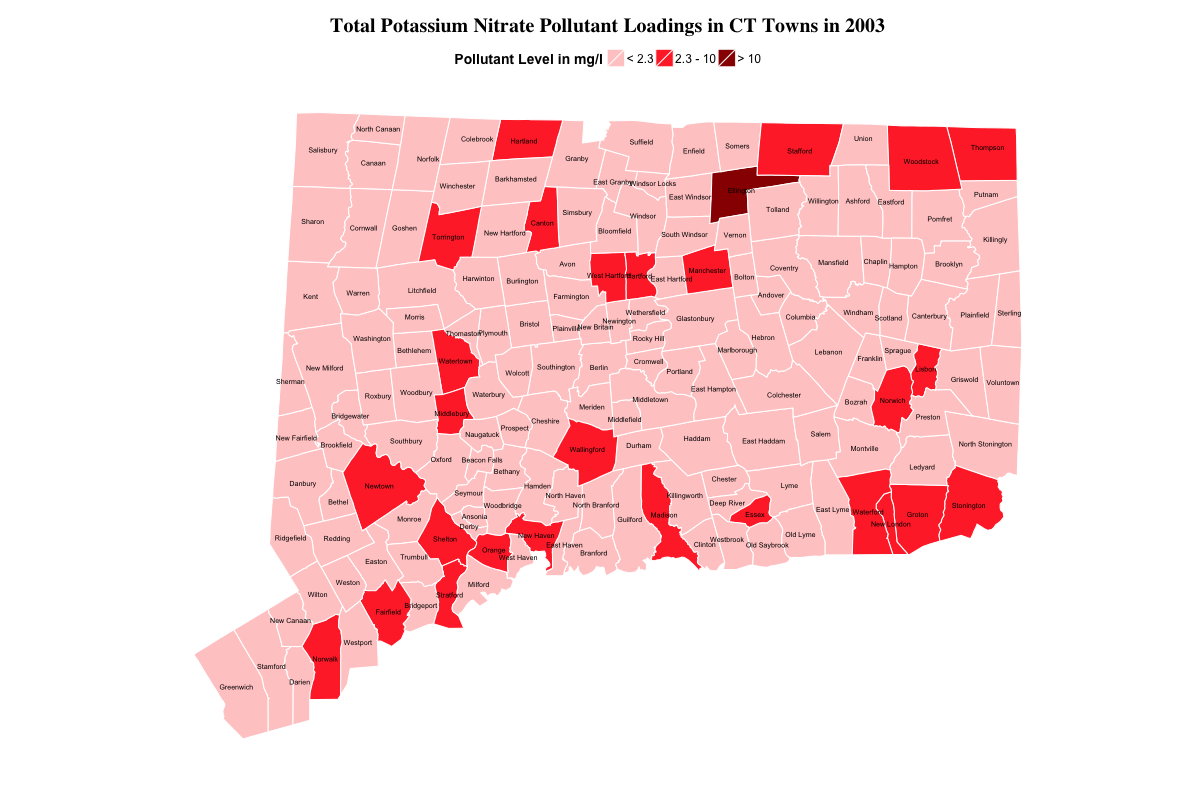 Total Potassium Nitrate Pollutant Loadings in CT Towns in 2003
Pollutant Level in mg/l < 2.3 2.3 - 10 > 10
North Canaan
Colebrook
Hartland
Suffield
Union
Salisbury
Canaan
Norfolk
Granby
Enfield
Somers
Stafford
Woodstock
Thompson
Winchester
Barkhamsted
East Granby
Windsor Locks
East Windsor
Ellington
Putnam
Sharon
Cornwall
Goshen
Torrington
New Hartford
Canton
Simsbury
Bloomfield
Windsor
South Windsor
Vernon
Tolland
Willington
Ashford
Eastford
Pomfret
Killingly
Kent
Warren
Litchfield
Harwinton
Burlington
Avon
West Hartford
Hartford
East Hartford
Manchester
Bolton
Coventry
Mansfield
Chaplin
Hampton
Brooklyn
Morris
Farmington
Andover
Washington
Bethlehem
Thomaston
Plymouth
Bristol
Plainville
New Britain
Newington
Wethersfield
Glastonbury
Rocky Hill
Hebron
Columbia
Windham
Scotland
Canterbury
Plainfield
Sterling
New Milford
Sherman
Watertown
Wolcott
Southington
Berlin
Cromwell
Portland
Marlborough
Lebanon
Franklin
Sprague
Lisbon
Griswold
Voluntown
Roxbury
Woodbury
Waterbury
East Hampton
Colchester
Bozrah
Norwich
Preston
Bridgewater
Middlebury
Naugatuck
Prospect
Cheshire
Meriden
Middletown
Middlefield
New Fairfield
Brookfield
Southbury
Oxford
Beacon Falls
Bethany
Wallingford
Durham
Haddam
East Haddam
Salem
Montville
North Stonington
Ledyard
Danbury
Bethel
Newtown
Seymour
Woodbridge
Hamden
North Haven
North Branford
Guilford
Madison
Killingworth
Chester
Deep River
Essex
Lyme
East Lyme
Waterford
New London
Groton
Stonington
Ridgefield
Redding
Monroe
Ansonia
Derby
Shelton
Orange
New Haven
West Haven
East Haven
Branford
Clinton
Westbrook
Old Saybrook
Old Lyme
Easton
Trumbull
Milford
Wilton
Weston
Fairfield
Bridgeport
Stratford
New Canaan
Norwalk
Westport
Stamford
Darien
Greenwich